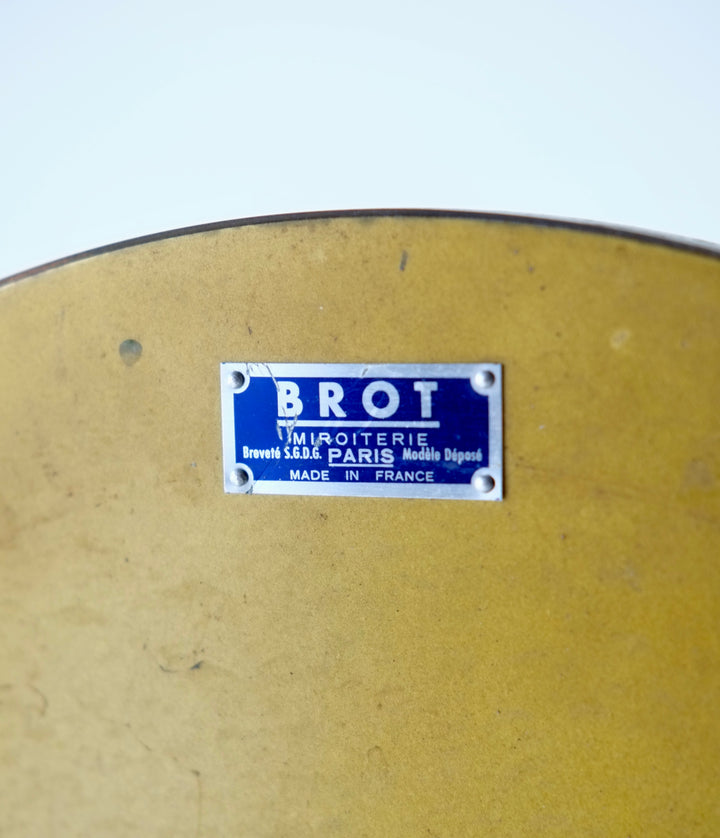 BROT
MIROITERIE
Breveté S.G.D.G. PARIS Modèle Déposé
MADE IN FRANCE